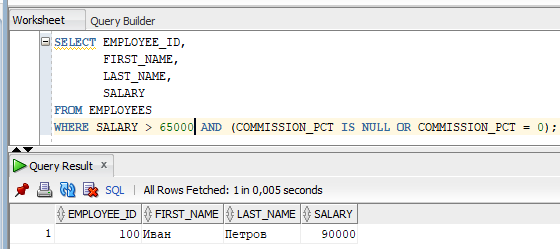 Worksheet Query Builder
SELECT EMPLOYEE_ID,
FIRST_NAME,
LAST_NAME,
SALARY
FROM EMPLOYEES
WHERE SALARY > 65000 AND (COMMISSION_PCT IS NULL OR COMMISSION_PCT = 0);
Query Result x
SQL | All Rows Fetched: 1 in 0,005 seconds
EMPLOYEE_ID FIRST_NAME LAST_NAME SALARY
1 100 Иван Петров 90000